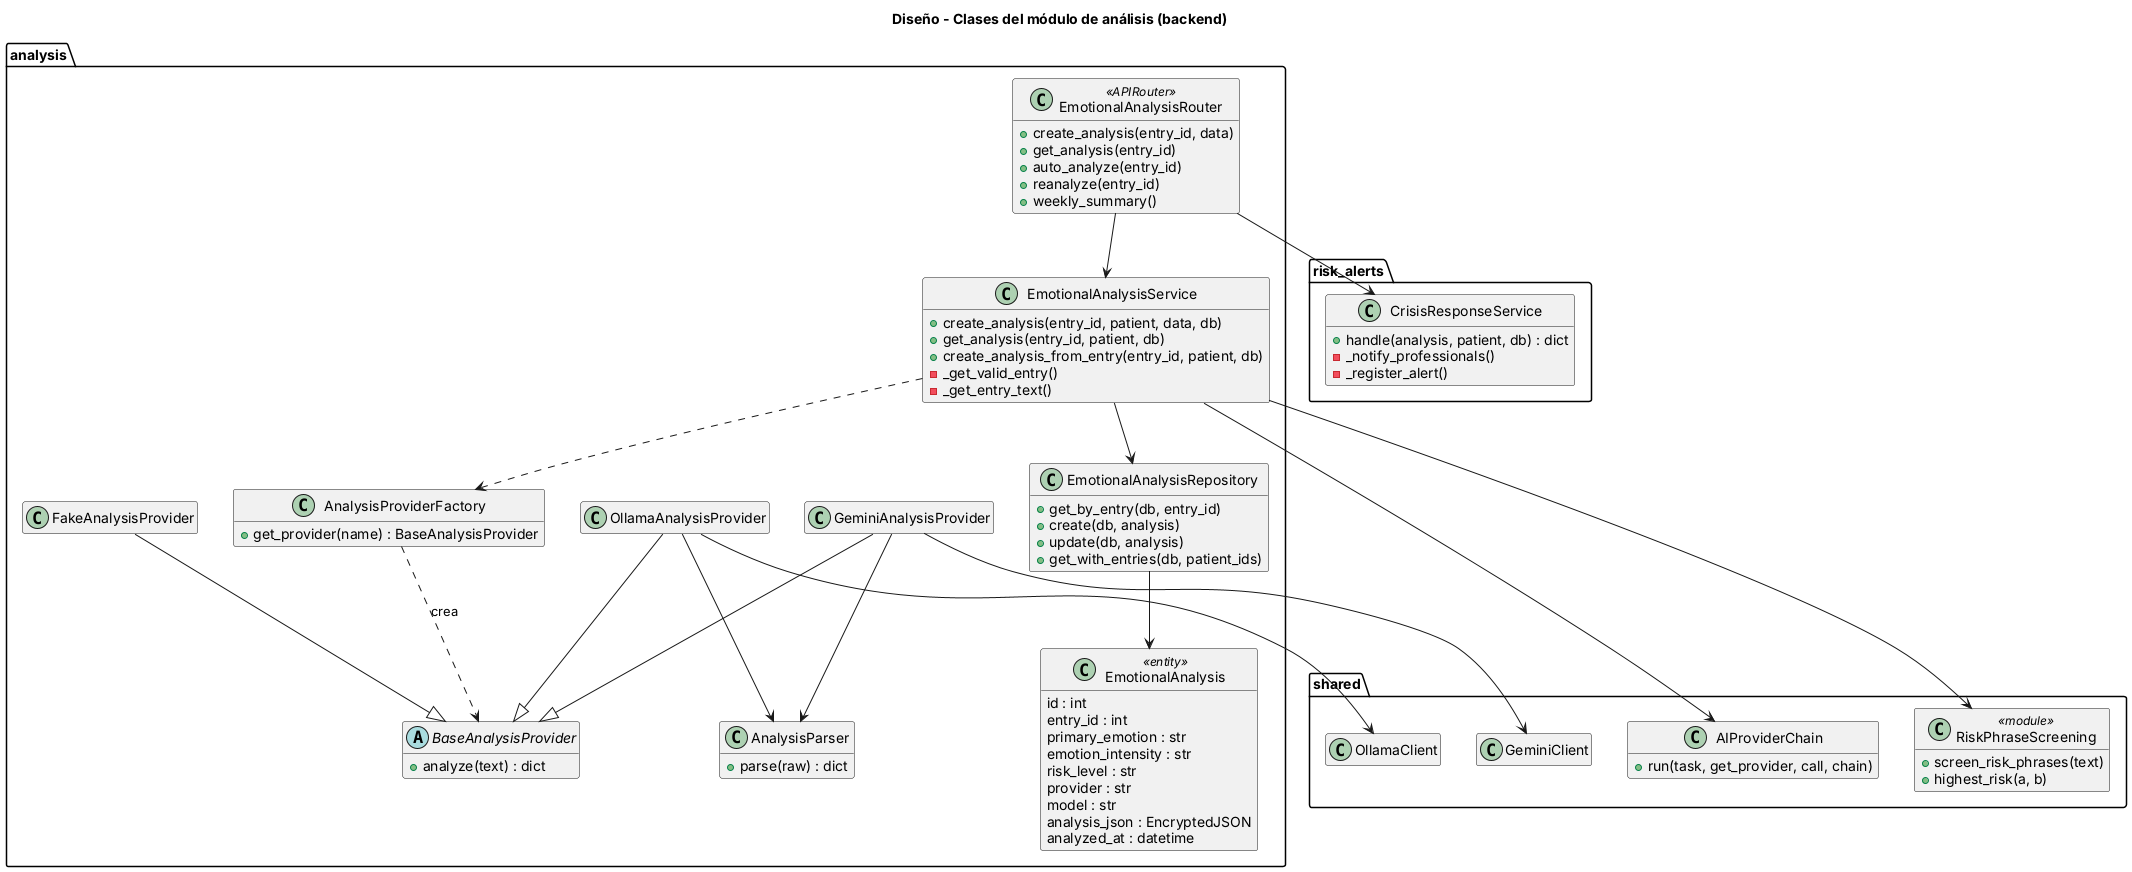 Diseño - Clases del módulo de análisis (backend)
analysis
«APIRouter»
EmotionalAnalysisRouter
create_analysis(entry_id, data)
get_analysis(entry_id)
auto_analyze(entry_id)
reanalyze(entry_id)
weekly_summary()
risk_alerts
CrisisResponseService
handle(analysis, patient, db) : dict
_notify_professionals()
_register_alert()
EmotionalAnalysisService
create_analysis(entry_id, patient, data, db)
get_analysis(entry_id, patient, db)
create_analysis_from_entry(entry_id, patient, db)
_get_valid_entry()
_get_entry_text()
FakeAnalysisProvider
AnalysisProviderFactory
get_provider(name) : BaseAnalysisProvider
OllamaAnalysisProvider
GeminiAnalysisProvider
EmotionalAnalysisRepository
get_by_entry(db, entry_id)
create(db, analysis)
update(db, analysis)
get_with_entries(db, patient_ids)
crea
BaseAnalysisProvider
analyze(text) : dict
AnalysisParser
parse(raw) : dict
«entity»
EmotionalAnalysis
id : int
entry_id : int
primary_emotion : str
emotion_intensity : str
risk_level : str
provider : str
model : str
analysis_json : EncryptedJSON
analyzed_at : datetime
shared
OllamaClient
GeminiClient
AIProviderChain
run(task, get_provider, call, chain)
«module»
RiskPhraseScreening
screen_risk_phrases(text)
highest_risk(a, b)